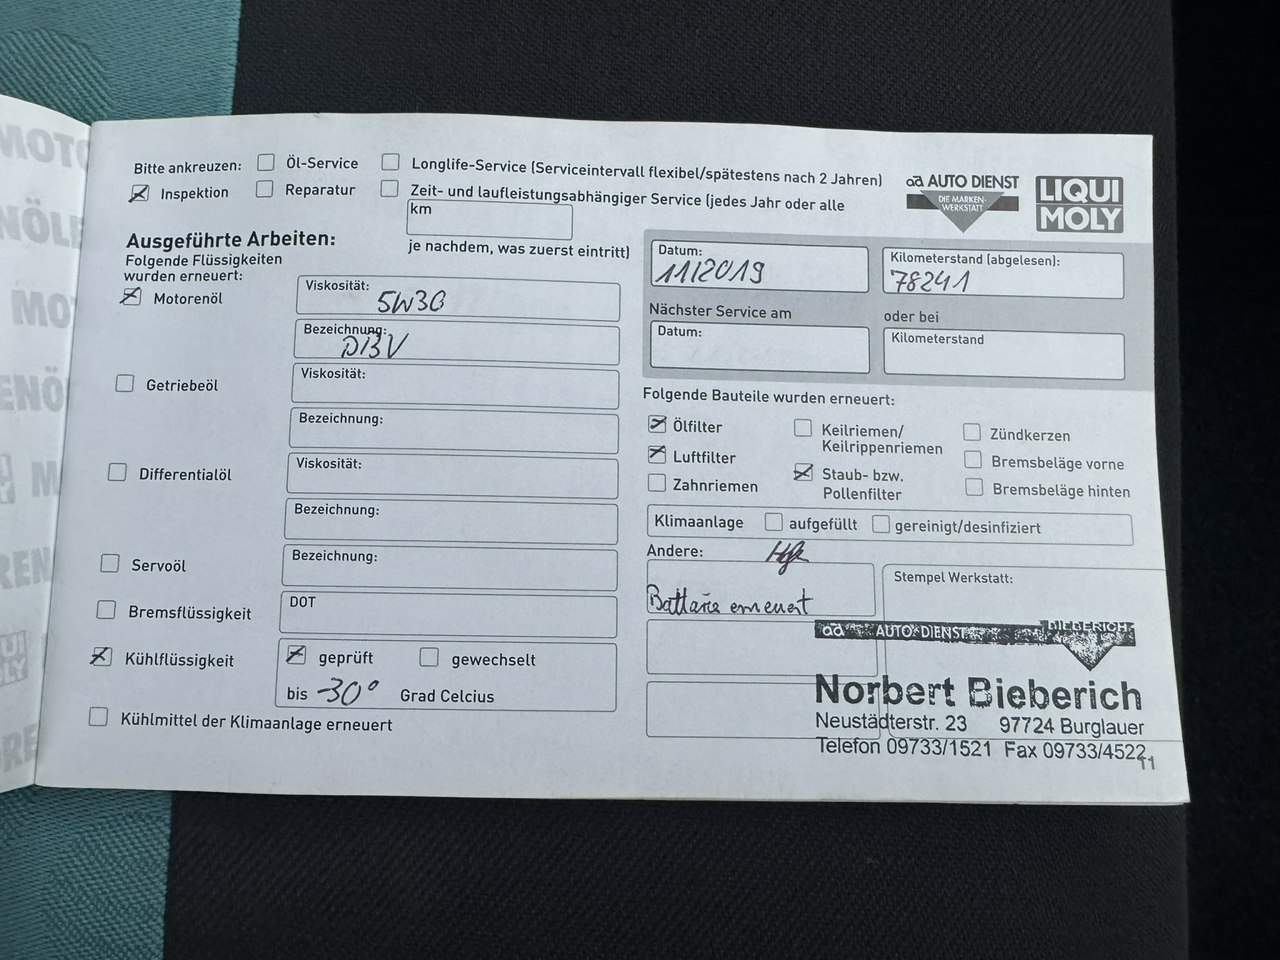 Bitte ankreuzen: Öl-Service Longlife-Service (Serviceintervall flexibel/spätestens nach 2 Jahren)
Inspektion Reparatur Zeit- und laufleistungsabhängiger Service (jedes Jahr oder alle
km
je nachdem, was zuerst eintritt)
ad AUTO DIENST
DIE MARKEN-
WERKSTATT
LIQUI
MOLY
Ausgeführte Arbeiten:
Folgende Flüssigkeiten
wurden erneuert:
Motorenöl
Viskosität:
5W30
Bezeichnung:
Getriebeöl
Viskosität:
Bezeichnung:
Differentialöl
Viskosität:
Bezeichnung:
Servoöl
Bezeichnung:
Bremsflüssigkeit
DOT
Kühlflüssigkeit
geprüft gewechselt
bis -30° Grad Celcius
Kühlmittel der Klimaanlage erneuert
Datum:
11/2019
Kilometerstand (abgelesen):
78241
Nächster Service am oder bei
Datum:
Kilometerstand
Folgende Bauteile wurden erneuert:
Ölfilter
Luftfilter
Zahnriemen
Keilriemen/
Keilrippenriemen
Staub- bzw.
Pollenfilter
Zündkerzen
Bremsbeläge vorne
Bremsbeläge hinten
Klimaanlage aufgefüllt gereinigt/desinfiziert
Andere:
Battarie erneuert
Stempel Werkstatt:
ad AUTO DIENST BIEBERICH
Norbert Bieberich
Neustädterstr. 23 97724 Burglauer
Telefon 09733/1521 Fax 09733/4522
11